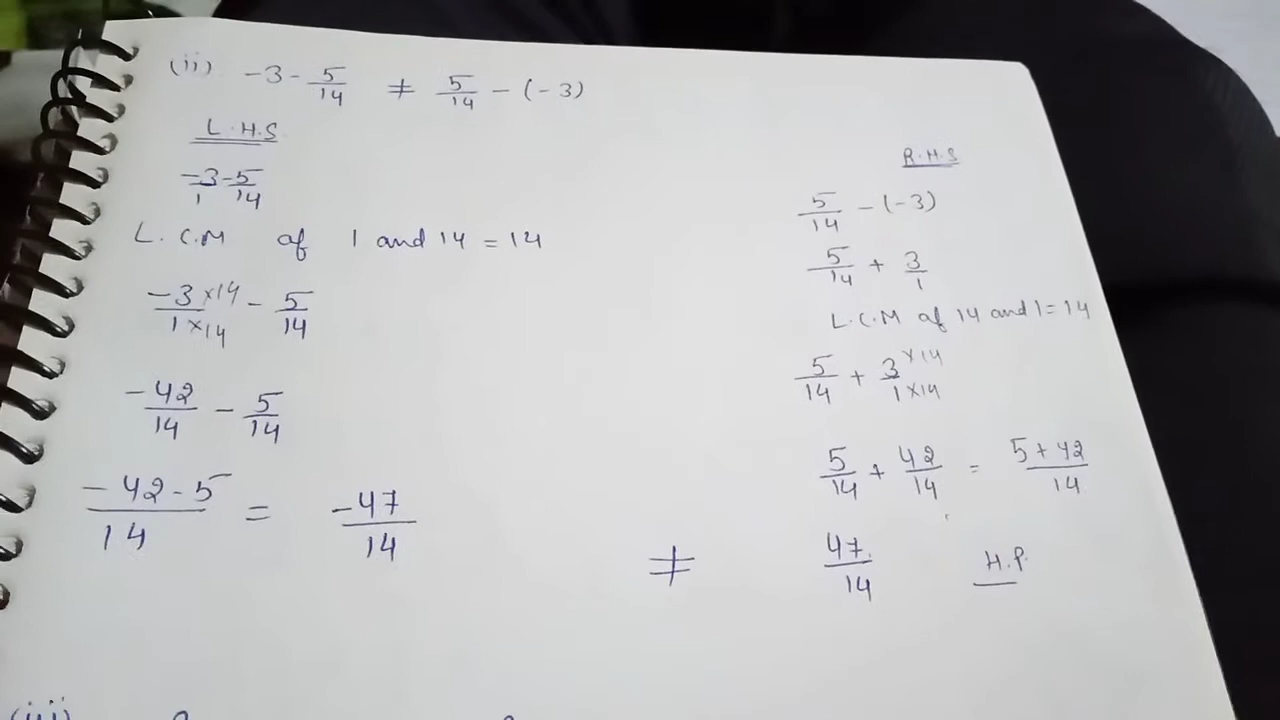 (ii) -3 - 5/14 ≠ 5/14 - (-3)
L.H.S
-3/1 - 5/14
L.C.M of 1 and 14 = 14
-3×14/1×14 - 5/14
-42/14 - 5/14
-42-5/14 = -47/14
≠
R.H.S
5/14 - (-3)
5/14 + 3/1
L.C.M of 14 and 1 = 14
5/14 + 3×14/1×14
5/14 + 42/14 = 5+42/14
47/14 H.P.
(iii)